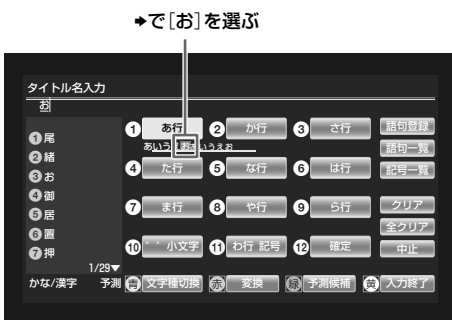 ➔で[お]を選ぶ
タイトル名入力
お
①尾
②緒
③お
④御
⑤居
⑥置
⑦押
1/29▼
① あ行 ② か行 ③ さ行 語句登録
あいうえおぁぃぅぇぉ 語句一覧
④ た行 ⑤ な行 ⑥ は行 記号一覧
⑦ ま行 ⑧ や行 ⑨ ら行 クリア
全クリア
⑩ ゛゜小文字 ⑪ わ行 記号 ⑫ 確定 中止
かな/漢字 予測 青 文字種切換 赤 変換 緑 予測候補 黄 入力終了